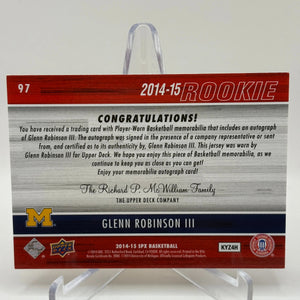 97
2014-15 ROOKIE
CONGRATULATIONS!
You have received a trading card with Player-Worn Basketball memorabilia that includes an autograph
of Glenn Robinson III. The autograph was signed in the presence of a company representative or sent
from, and certified as to its authenticity by, Glenn Robinson III. This jersey was worn by
Glenn Robinson III for Upper Deck. We hope you enjoy this piece of Basketball memorabilia, as we
continue to keep you as close as you can get!
Enjoy your memorabilia autograph card!
The Richard P. McWilliam Family
THE UPPER DECK COMPANY
M
GLENN ROBINSON III
2014-15 SPX BASKETBALL
KYZ4H